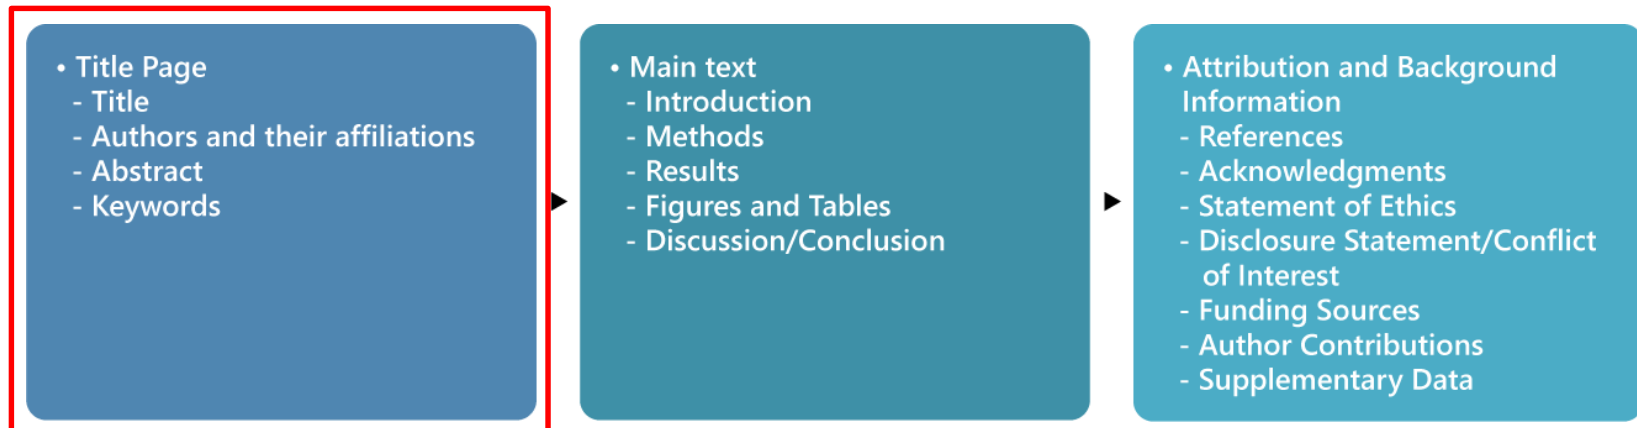 • Title Page
- Title
- Authors and their affiliations
- Abstract
- Keywords
• Main text
- Introduction
- Methods
- Results
- Figures and Tables
- Discussion/Conclusion
• Attribution and Background
Information
- References
- Acknowledgments
- Statement of Ethics
- Disclosure Statement/Conflict
of Interest
- Funding Sources
- Author Contributions
- Supplementary Data